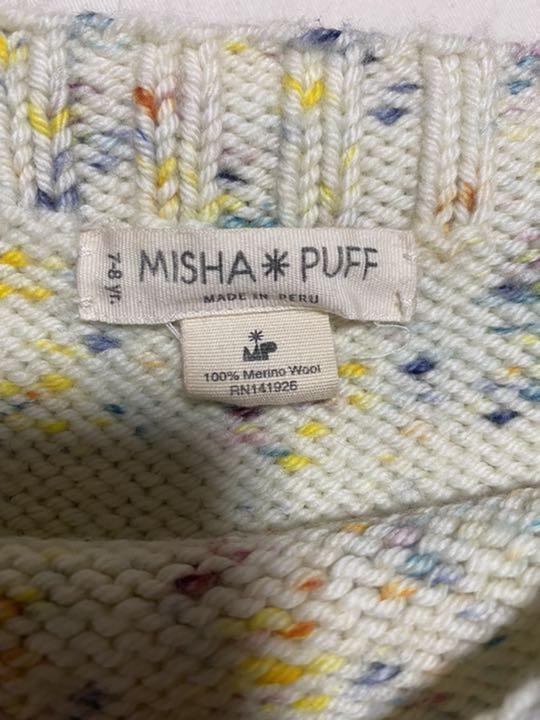 7-8 yr.
MISHA * PUFF
MADE IN PERU
MP
100% Merino Wool
RN141926